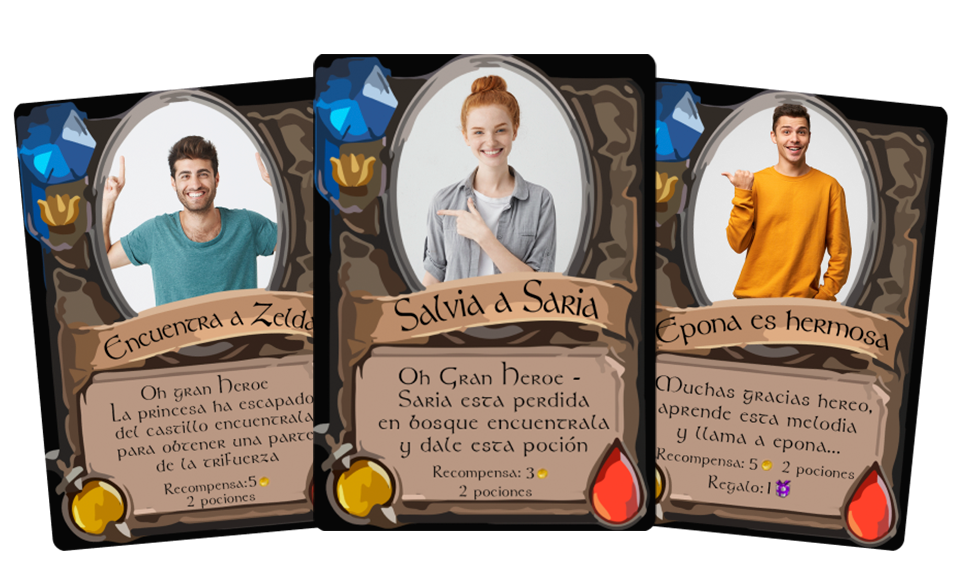 Encuentra a Zelda
Oh gran Heroe
La princesa ha escapado
del castillo encuentrala
para obtener una parte
de la trifuerza
Recompensa:5
2 pociones
Salvia a Saria
Oh Gran Heroe -
Saria esta perdida
en bosque encuentrala
y dale esta poción
Recompensa: 3
2 pociones
Epona es hermosa
Muchas gracias hereo,
aprende esta melodia
y llama a epona...
Recompensa: 5 2 pociones
Regalo:1